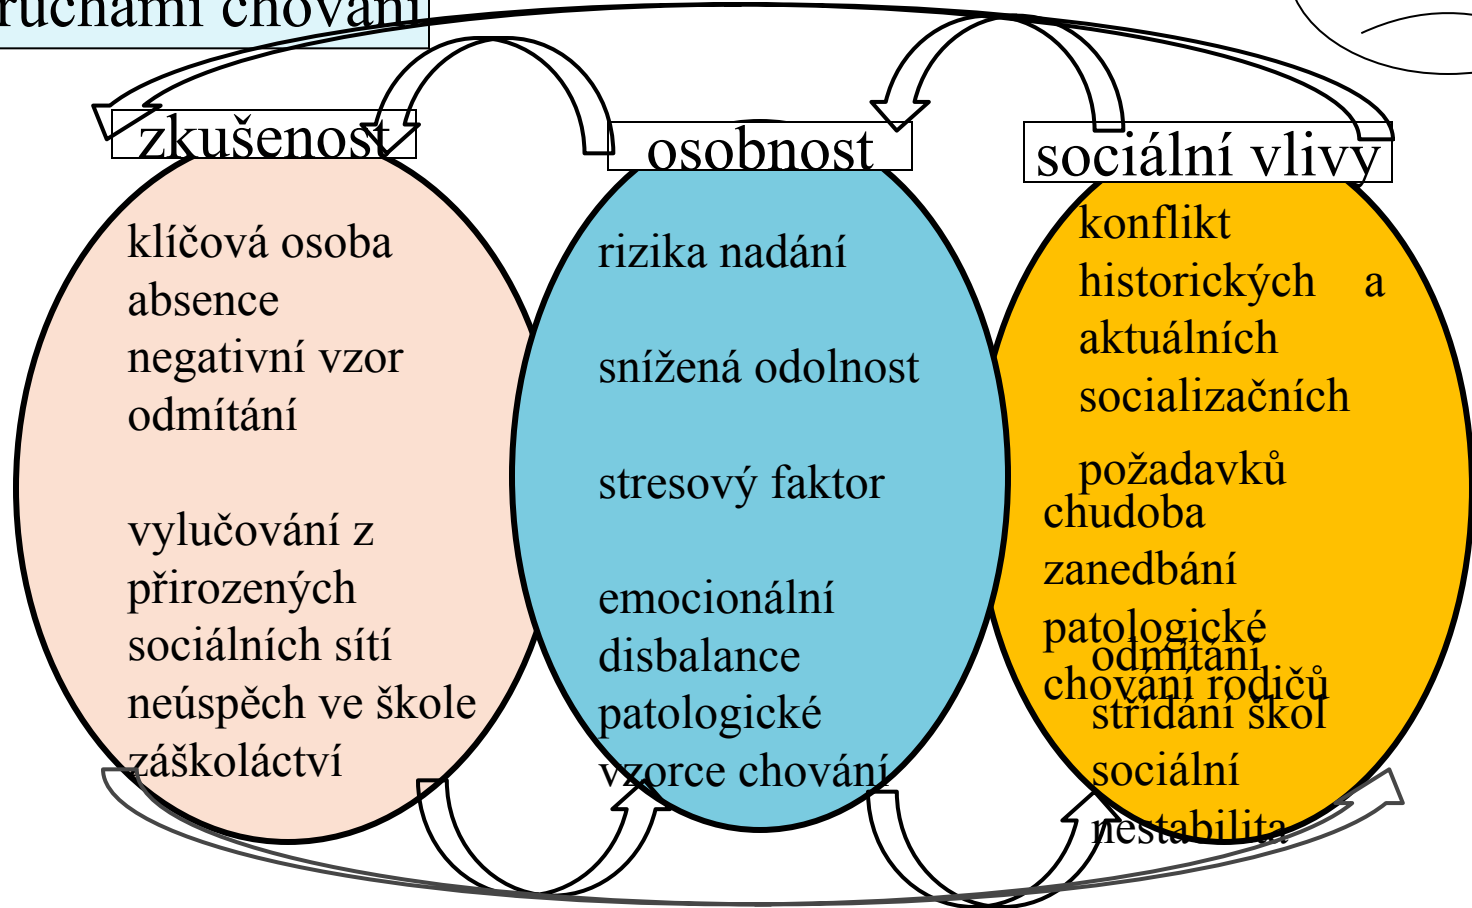 ruchami chování
zkušenost
klíčová osoba
absence
negativní vzor
odmítání
vylučování z
přirozených
sociálních sítí
neúspěch ve škole
záškoláctví
osobnost
rizika nadání
snížená odolnost
stresový faktor
emocionální
disbalance
patologické
vzorce chování
sociální vlivy
konflikt
historických a
aktuálních
socializačních
požadavků
chudoba
zanedbání
patologické
chování rodičů
odmítání
střídání škol
sociální
nestabilita